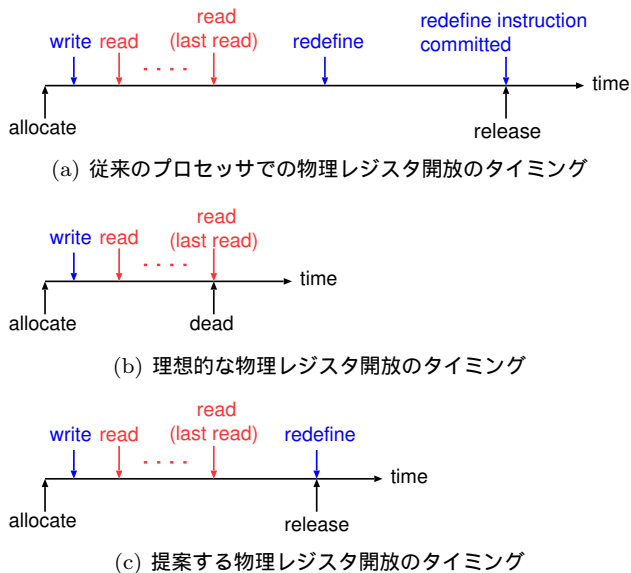 read
redefine instruction
write read (last read) redefine committed
time
allocate release
(a) 従来のプロセッサでの物理レジスタ開放のタイミング
read
write read (last read)
time
allocate dead
(b) 理想的な物理レジスタ開放のタイミング
read
write read (last read) redefine
time
allocate release
(c) 提案する物理レジスタ開放のタイミング